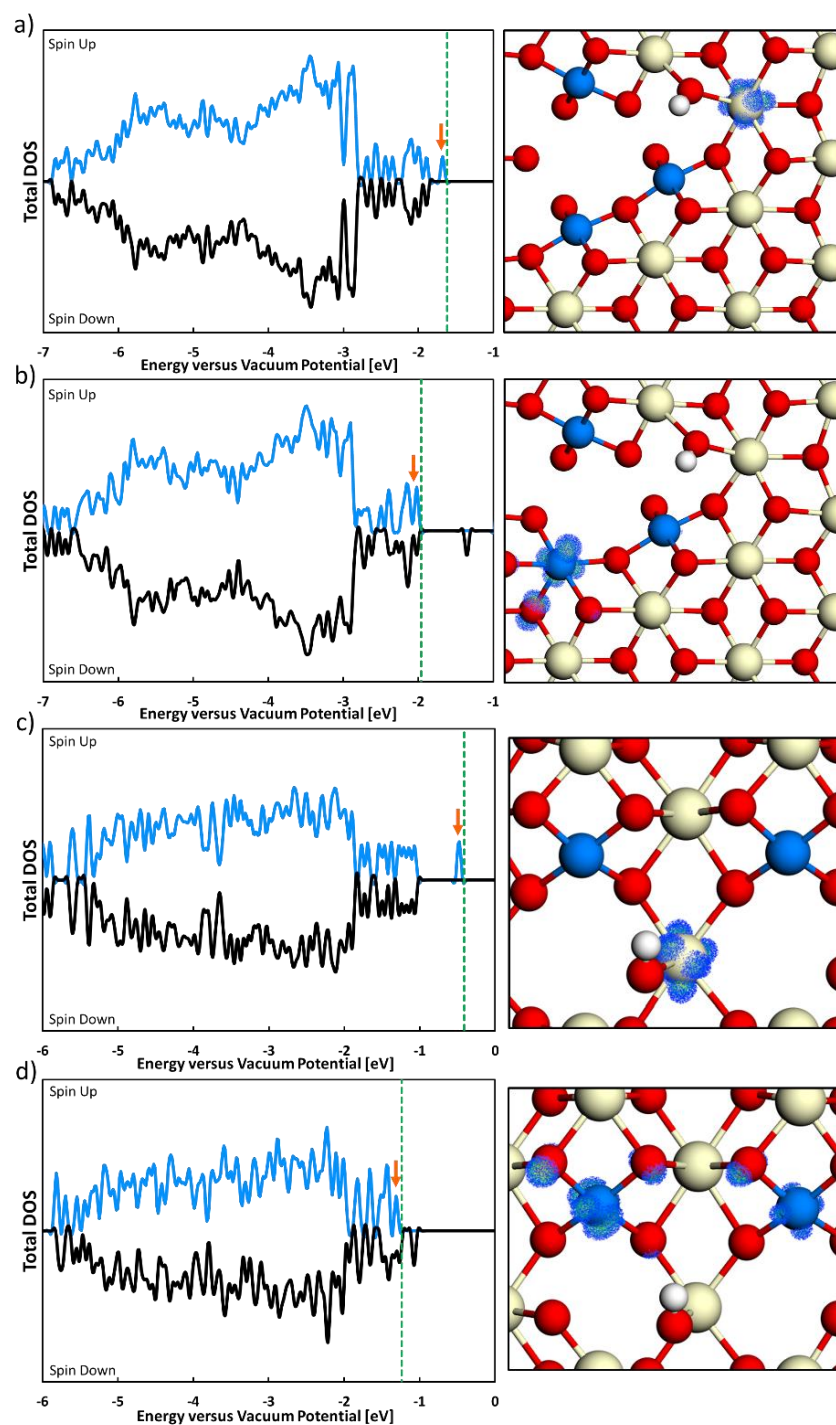 a)
Spin Up
Total DOS
Spin Down
-7 -6 -5 -4 -3 -2 -1
Energy versus Vacuum Potential [eV]
b)
Spin Up
Total DOS
Spin Down
-7 -6 -5 -4 -3 -2 -1
Energy versus Vacuum Potential [eV]
c)
Spin Up
Total DOS
Spin Down
-6 -5 -4 -3 -2 -1 0
Energy versus Vacuum Potential [eV]
d)
Spin Up
Total DOS
Spin Down
-6 -5 -4 -3 -2 -1 0
Energy versus Vacuum Potential [eV]